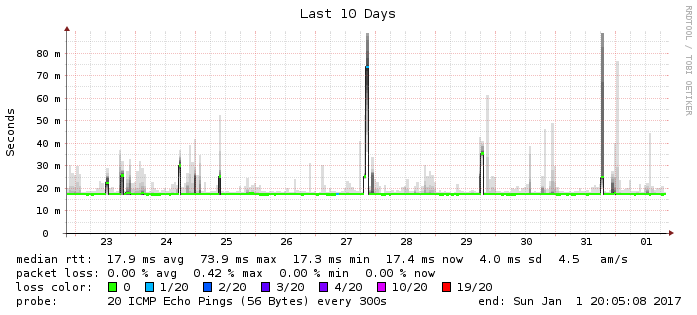 Last 10 Days
RRDTOOL / TOBI OETIKER
Seconds
80 m
70 m
60 m
50 m
40 m
30 m
20 m
10 m
0
23 24 25 26 27 28 29 30 31 01
median rtt: 17.9 ms avg 73.9 ms max 17.3 ms min 17.4 ms now 4.0 ms sd 4.5 am/s
packet loss: 0.00 % avg 0.42 % max 0.00 % min 0.00 % now
loss color: 0 1/20 2/20 3/20 4/20 10/20 19/20
probe: 20 ICMP Echo Pings (56 Bytes) every 300s end: Sun Jan 1 20:05:08 2017